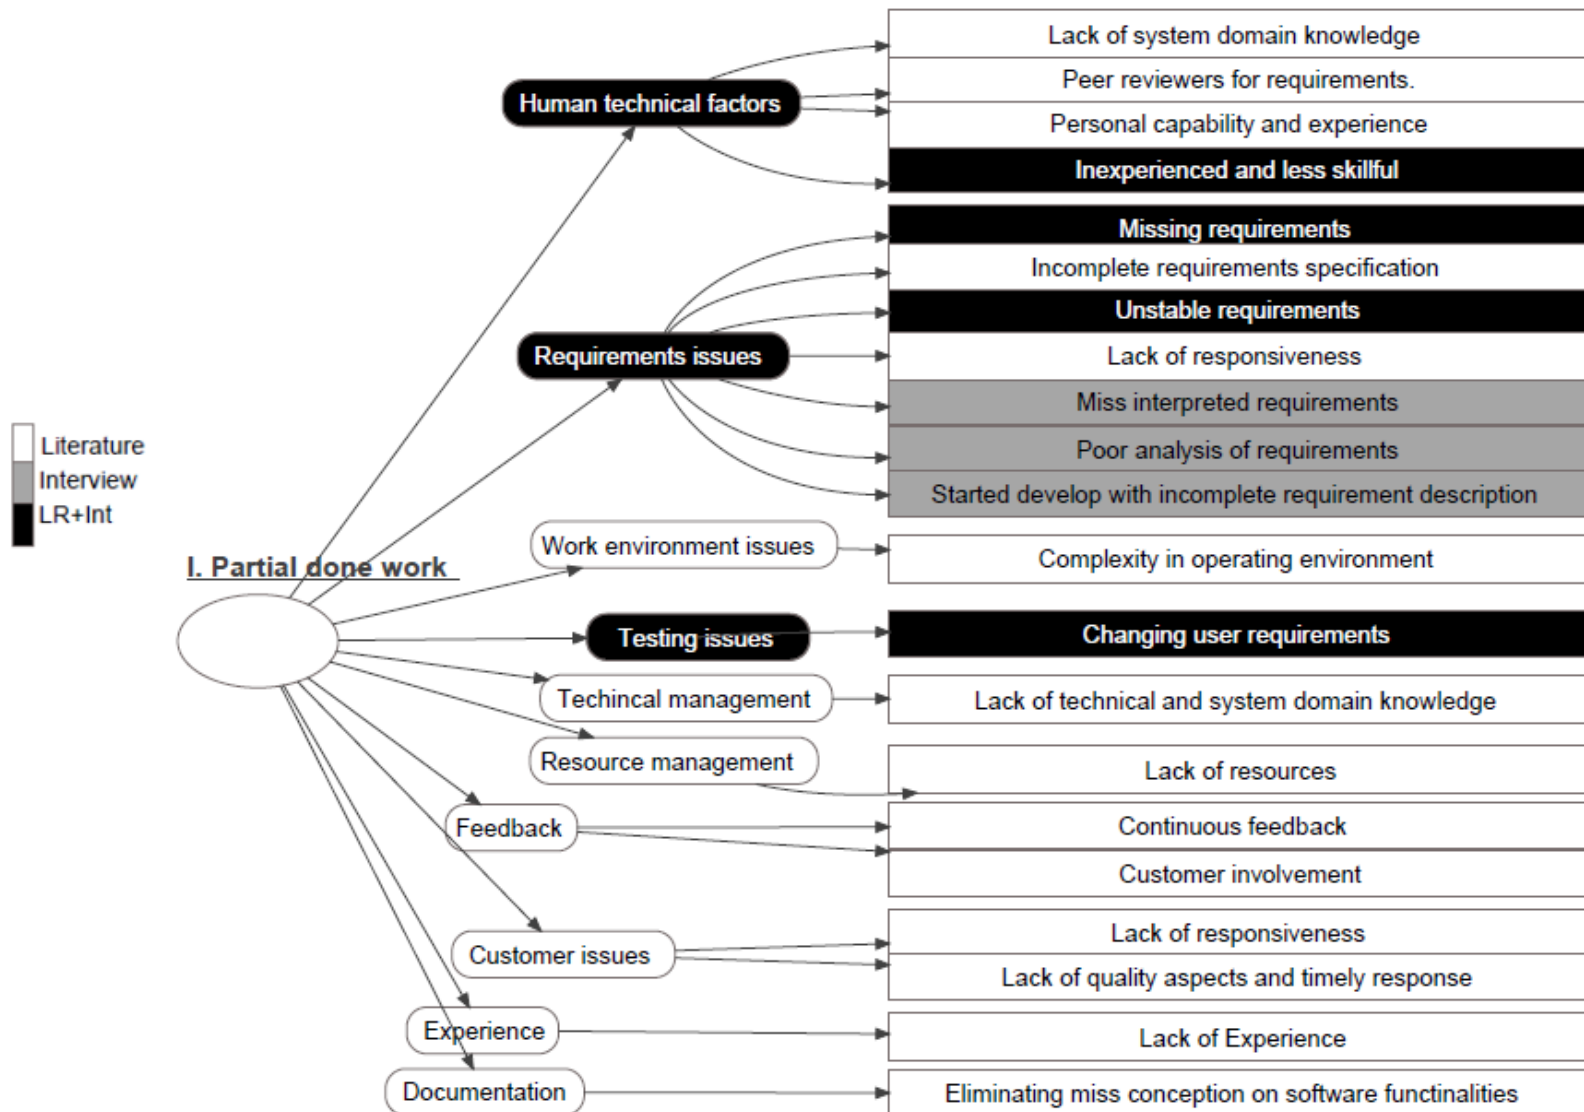 Lack of system domain knowledge
Peer reviewers for requirements.
Human technical factors
Personal capability and experience
Inexperienced and less skillful
Missing requirements
Incomplete requirements specification
Unstable requirements
Requirements issues
Lack of responsiveness
Miss interpreted requirements
Poor analysis of requirements
Started develop with incomplete requirement description
Literature
Interview
LR+Int
I. Partial done work
Work environment issues
Complexity in operating environment
Testing issues
Changing user requirements
Techincal management
Lack of technical and system domain knowledge
Resource management
Lack of resources
Feedback
Continuous feedback
Customer involvement
Customer issues
Lack of responsiveness
Lack of quality aspects and timely response
Experience
Lack of Experience
Documentation
Eliminating miss conception on software functinalities